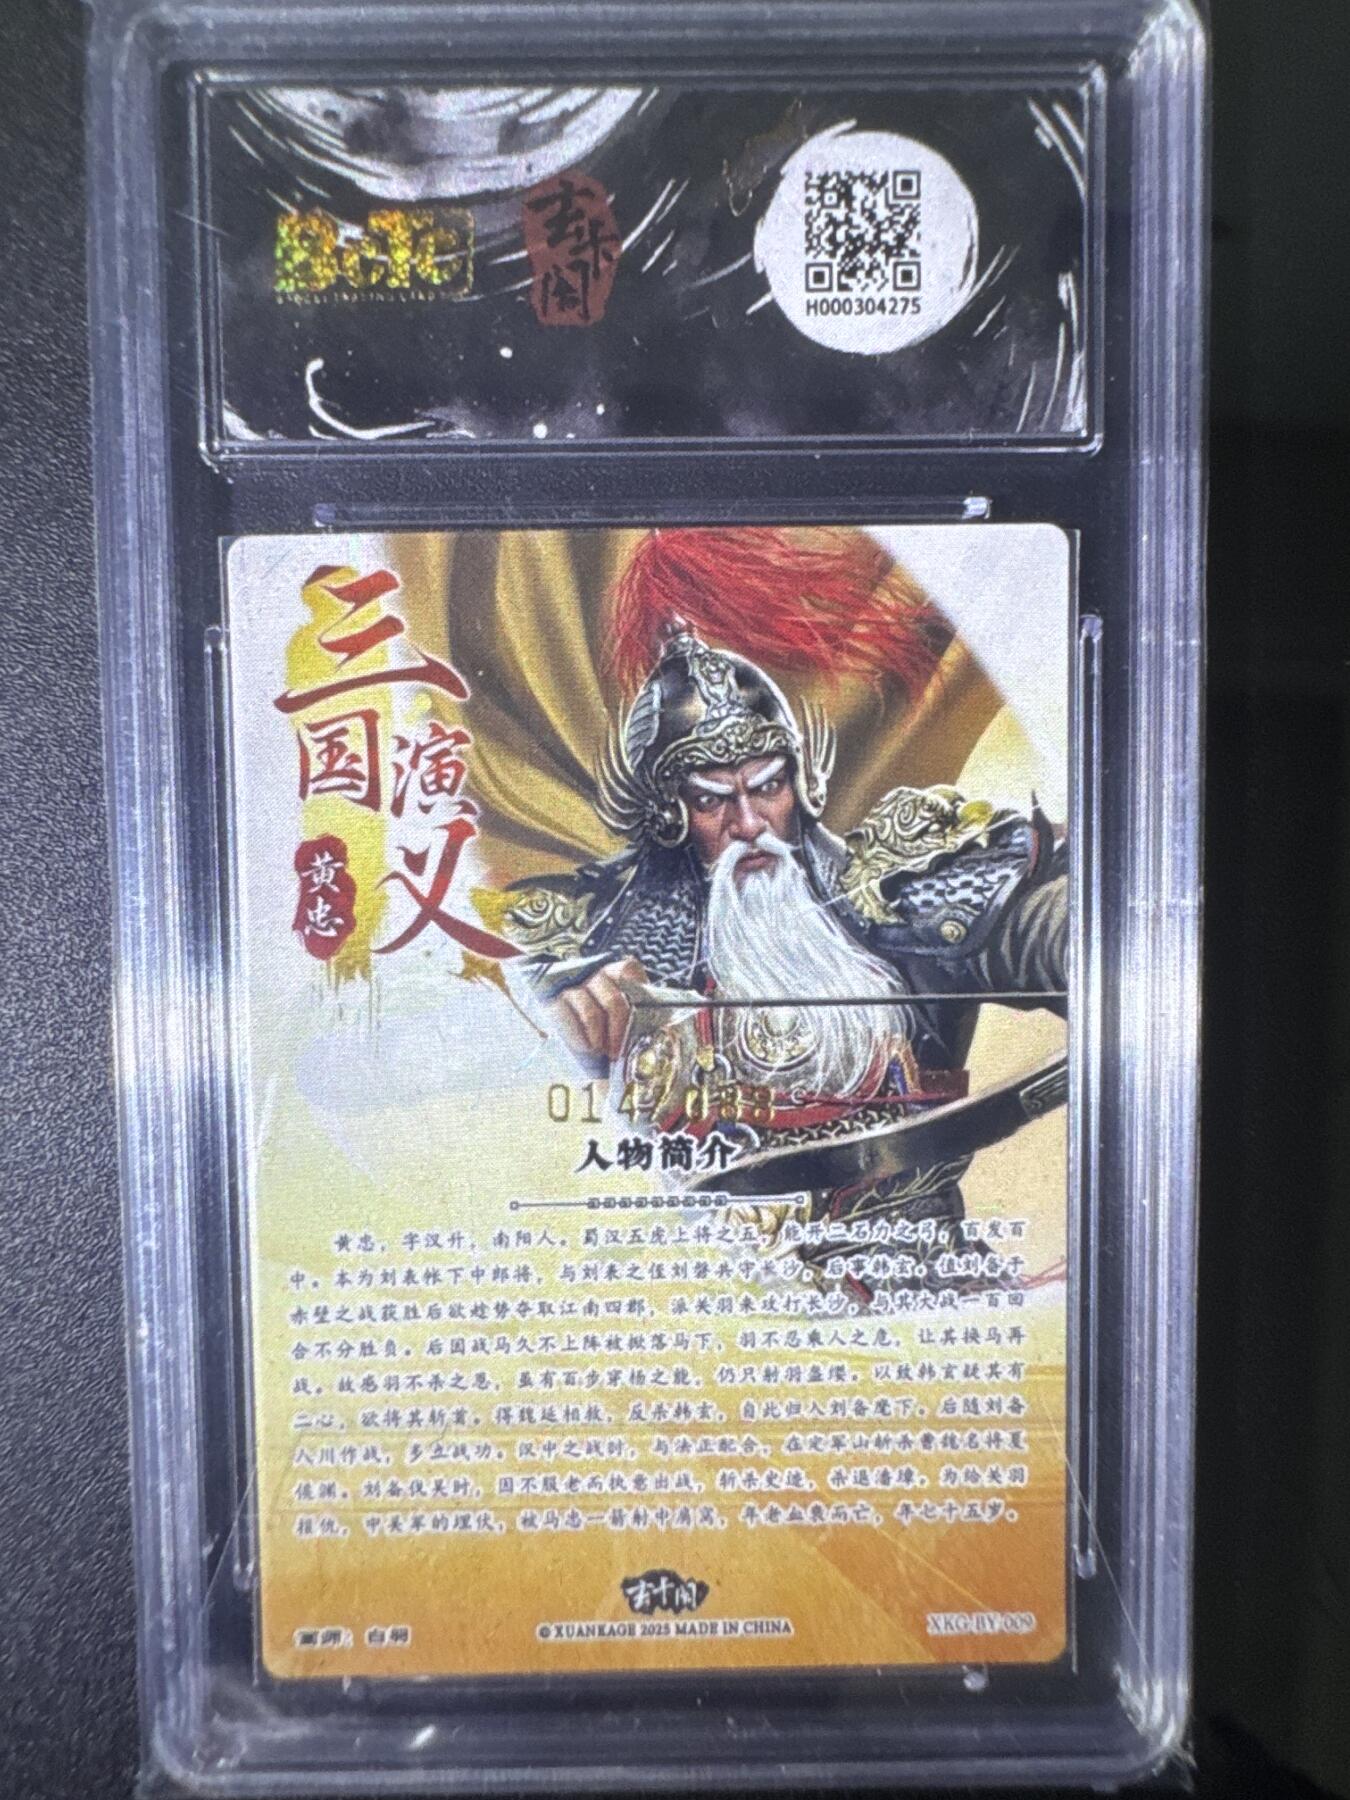 BCTC
玄卡阁
H000304275
三国演义
黄忠
014/088
人物简介
黄忠，字汉升，南阳人。蜀汉五虎上将之五，能开二石力之弓，百发百
中。本为刘表帐下中郎将，与刘表之侄刘磐共守长沙，后事韩玄。值刘备于
赤壁之战获胜后欲趁势夺取江南四郡，派关羽来攻打长沙，与其大战一百回
合不分胜负。后因战马久不上阵被掀落马下，羽不忍乘人之危，让其换马再
战。故感羽不杀之恩，虽有百步穿杨之能，仍只射羽盔缨。以致韩玄疑其有
二心，欲将其斩首。得魏延相救，反杀韩玄，自此归入刘备麾下。后随刘备
入川作战，多立战功。汉中之战时，与法正配合，在定军山斩杀曹魏名将夏
侯渊。刘备伐吴时，因不服老而执意出战，斩杀史迹，杀退潘璋。为给关羽
报仇，中吴军的埋伏，被马忠一箭射中肩窝，年老血衰而亡，年七十五岁。
玄卡阁
画师：白羽
© XUANKAGE 2025 MADE IN CHINA
XKG-BY-009